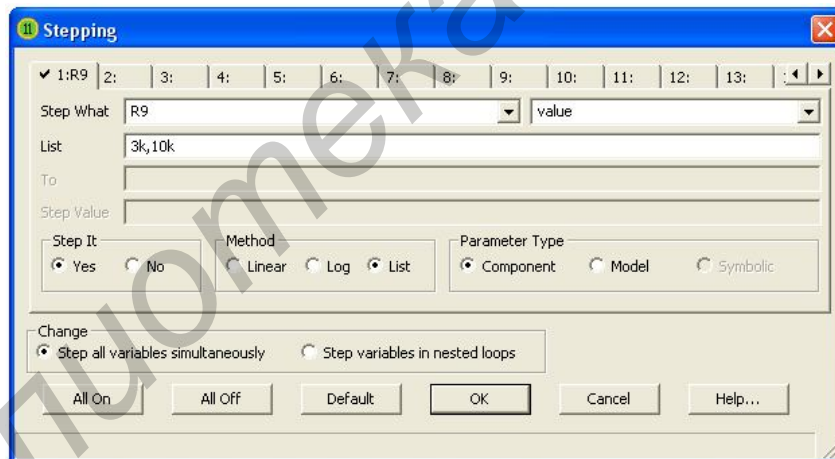 11 Stepping
1:R9 2: 3: 4: 5: 6: 7: 8: 9: 10: 11: 12: 13:
Step What R9 value
List 3k,10k
To
Step Value
Step It Method Parameter Type
Yes No Linear Log List Component Model Symbolic
Change
Step all variables simultaneously Step variables in nested loops
All On All Off Default OK Cancel Help...
лиотека